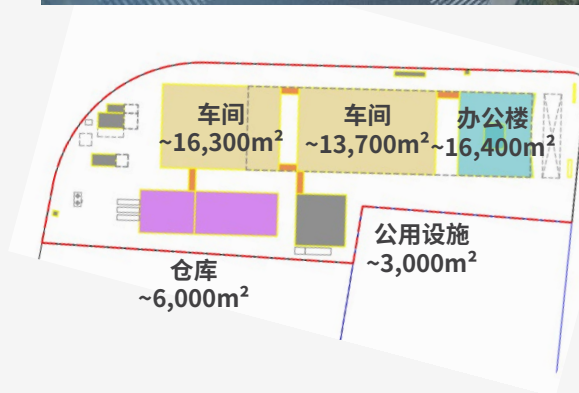 车间
~16,300m²
车间
~13,700m²
办公楼
~16,400m²
公用设施
~3,000m²
仓库
~6,000m²